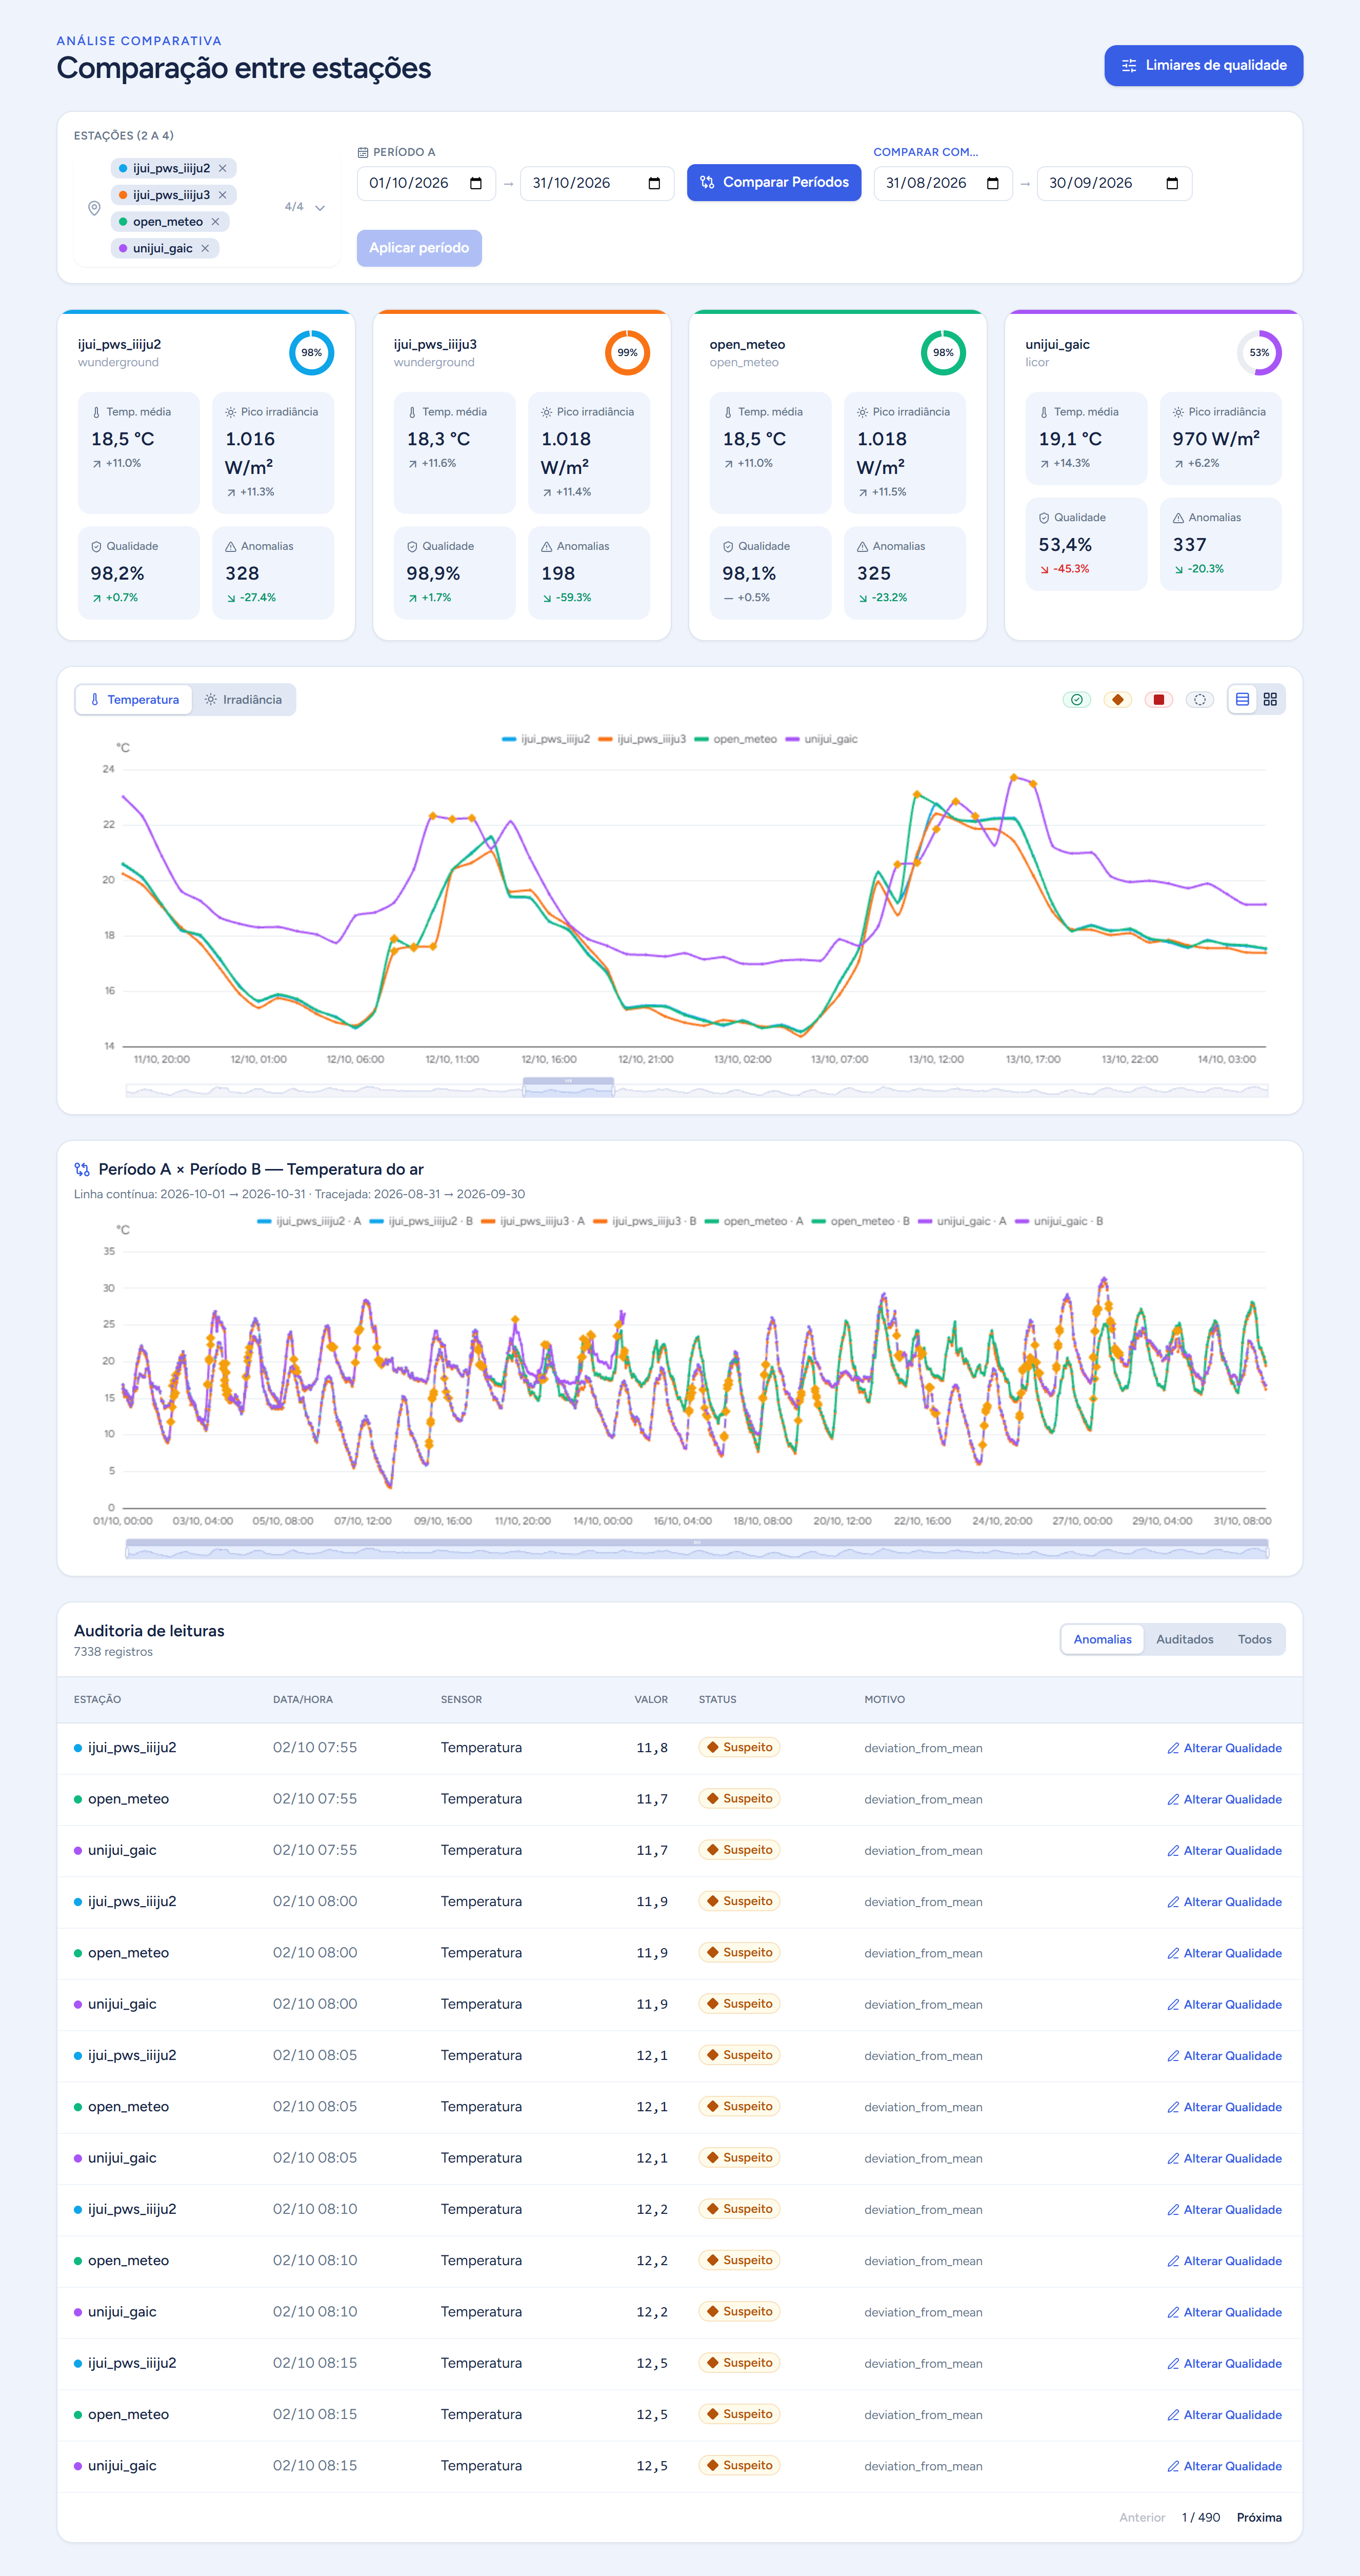 ANÁLISE COMPARATIVA
Comparação entre estações
Limiares de qualidade
ESTAÇÕES (2 A 4)
ijui_pws_iiiju2
ijui_pws_iiiju3
open_meteo
unijui_gaic
4/4
PERÍODO A
01/10/2026 → 31/10/2026
Comparar Períodos
COMPARAR COM...
31/08/2026 → 30/09/2026
Aplicar período
ijui_pws_iiiju2
wunderground
98%
Temp. média
18,5 °C
+11.0%
Pico irradiância
1.016
W/m²
+11.3%
Qualidade
98,2%
+0.7%
Anomalias
328
-27.4%
ijui_pws_iiiju3
wunderground
99%
Temp. média
18,3 °C
+11.6%
Pico irradiância
1.018
W/m²
+11.4%
Qualidade
98,9%
+1.7%
Anomalias
198
-59.3%
open_meteo
open_meteo
98%
Temp. média
18,5 °C
+11.0%
Pico irradiância
1.018
W/m²
+11.5%
Qualidade
98,1%
+0.5%
Anomalias
325
-23.2%
unijui_gaic
licor
53%
Temp. média
19,1 °C
+14.3%
Pico irradiância
970 W/m²
+6.2%
Qualidade
53,4%
-45.3%
Anomalias
337
-20.3%
Temperatura Irradiância
ijui_pws_iiiju2 ijui_pws_iiiju3 open_meteo unijui_gaic
°C
24
22
20
18
16
14
11/10, 20:00 12/10, 01:00 12/10, 06:00 12/10, 11:00 12/10, 16:00 12/10, 21:00 13/10, 02:00 13/10, 07:00 13/10, 12:00 13/10, 17:00 13/10, 22:00 14/10, 03:00
Período A × Período B — Temperatura do ar
Linha contínua: 2026-10-01 → 2026-10-31 · Tracejada: 2026-08-31 → 2026-09-30
ijui_pws_iiiju2 · A ijui_pws_iiiju2 · B ijui_pws_iiiju3 · A ijui_pws_iiiju3 · B open_meteo · A open_meteo · B unijui_gaic · A unijui_gaic · B
°C
35
30
25
20
15
10
5
0
01/10, 00:00 03/10, 04:00 05/10, 08:00 07/10, 12:00 09/10, 16:00 11/10, 20:00 14/10, 00:00 16/10, 04:00 18/10, 08:00 20/10, 12:00 22/10, 16:00 24/10, 20:00 27/10, 00:00 29/10, 04:00 31/10, 08:00
Auditoria de leituras
7338 registros
Anomalias Auditados Todos
ESTAÇÃO DATA/HORA SENSOR VALOR STATUS MOTIVO
ijui_pws_iiiju2 02/10 07:55 Temperatura 11,8 Suspeito deviation_from_mean Alterar Qualidade
open_meteo 02/10 07:55 Temperatura 11,7 Suspeito deviation_from_mean Alterar Qualidade
unijui_gaic 02/10 07:55 Temperatura 11,7 Suspeito deviation_from_mean Alterar Qualidade
ijui_pws_iiiju2 02/10 08:00 Temperatura 11,9 Suspeito deviation_from_mean Alterar Qualidade
open_meteo 02/10 08:00 Temperatura 11,9 Suspeito deviation_from_mean Alterar Qualidade
unijui_gaic 02/10 08:00 Temperatura 11,9 Suspeito deviation_from_mean Alterar Qualidade
ijui_pws_iiiju2 02/10 08:05 Temperatura 12,1 Suspeito deviation_from_mean Alterar Qualidade
open_meteo 02/10 08:05 Temperatura 12,1 Suspeito deviation_from_mean Alterar Qualidade
unijui_gaic 02/10 08:05 Temperatura 12,1 Suspeito deviation_from_mean Alterar Qualidade
ijui_pws_iiiju2 02/10 08:10 Temperatura 12,2 Suspeito deviation_from_mean Alterar Qualidade
open_meteo 02/10 08:10 Temperatura 12,2 Suspeito deviation_from_mean Alterar Qualidade
unijui_gaic 02/10 08:10 Temperatura 12,2 Suspeito deviation_from_mean Alterar Qualidade
ijui_pws_iiiju2 02/10 08:15 Temperatura 12,5 Suspeito deviation_from_mean Alterar Qualidade
open_meteo 02/10 08:15 Temperatura 12,5 Suspeito deviation_from_mean Alterar Qualidade
unijui_gaic 02/10 08:15 Temperatura 12,5 Suspeito deviation_from_mean Alterar Qualidade
Anterior 1 / 490 Próxima